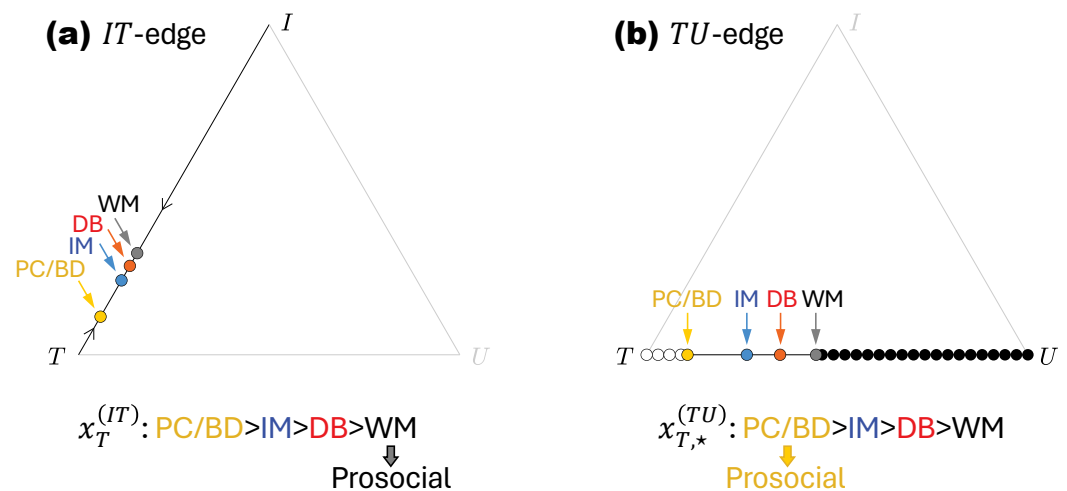 (a) IT-edge
I
WM
DB
IM
PC/BD
T
U
x_T^(IT): PC/BD>IM>DB>WM
Prosocial
(b) TU-edge
I
PC/BD IM DB WM
T
U
x_{T,⋆}^(TU): PC/BD>IM>DB>WM
Prosocial